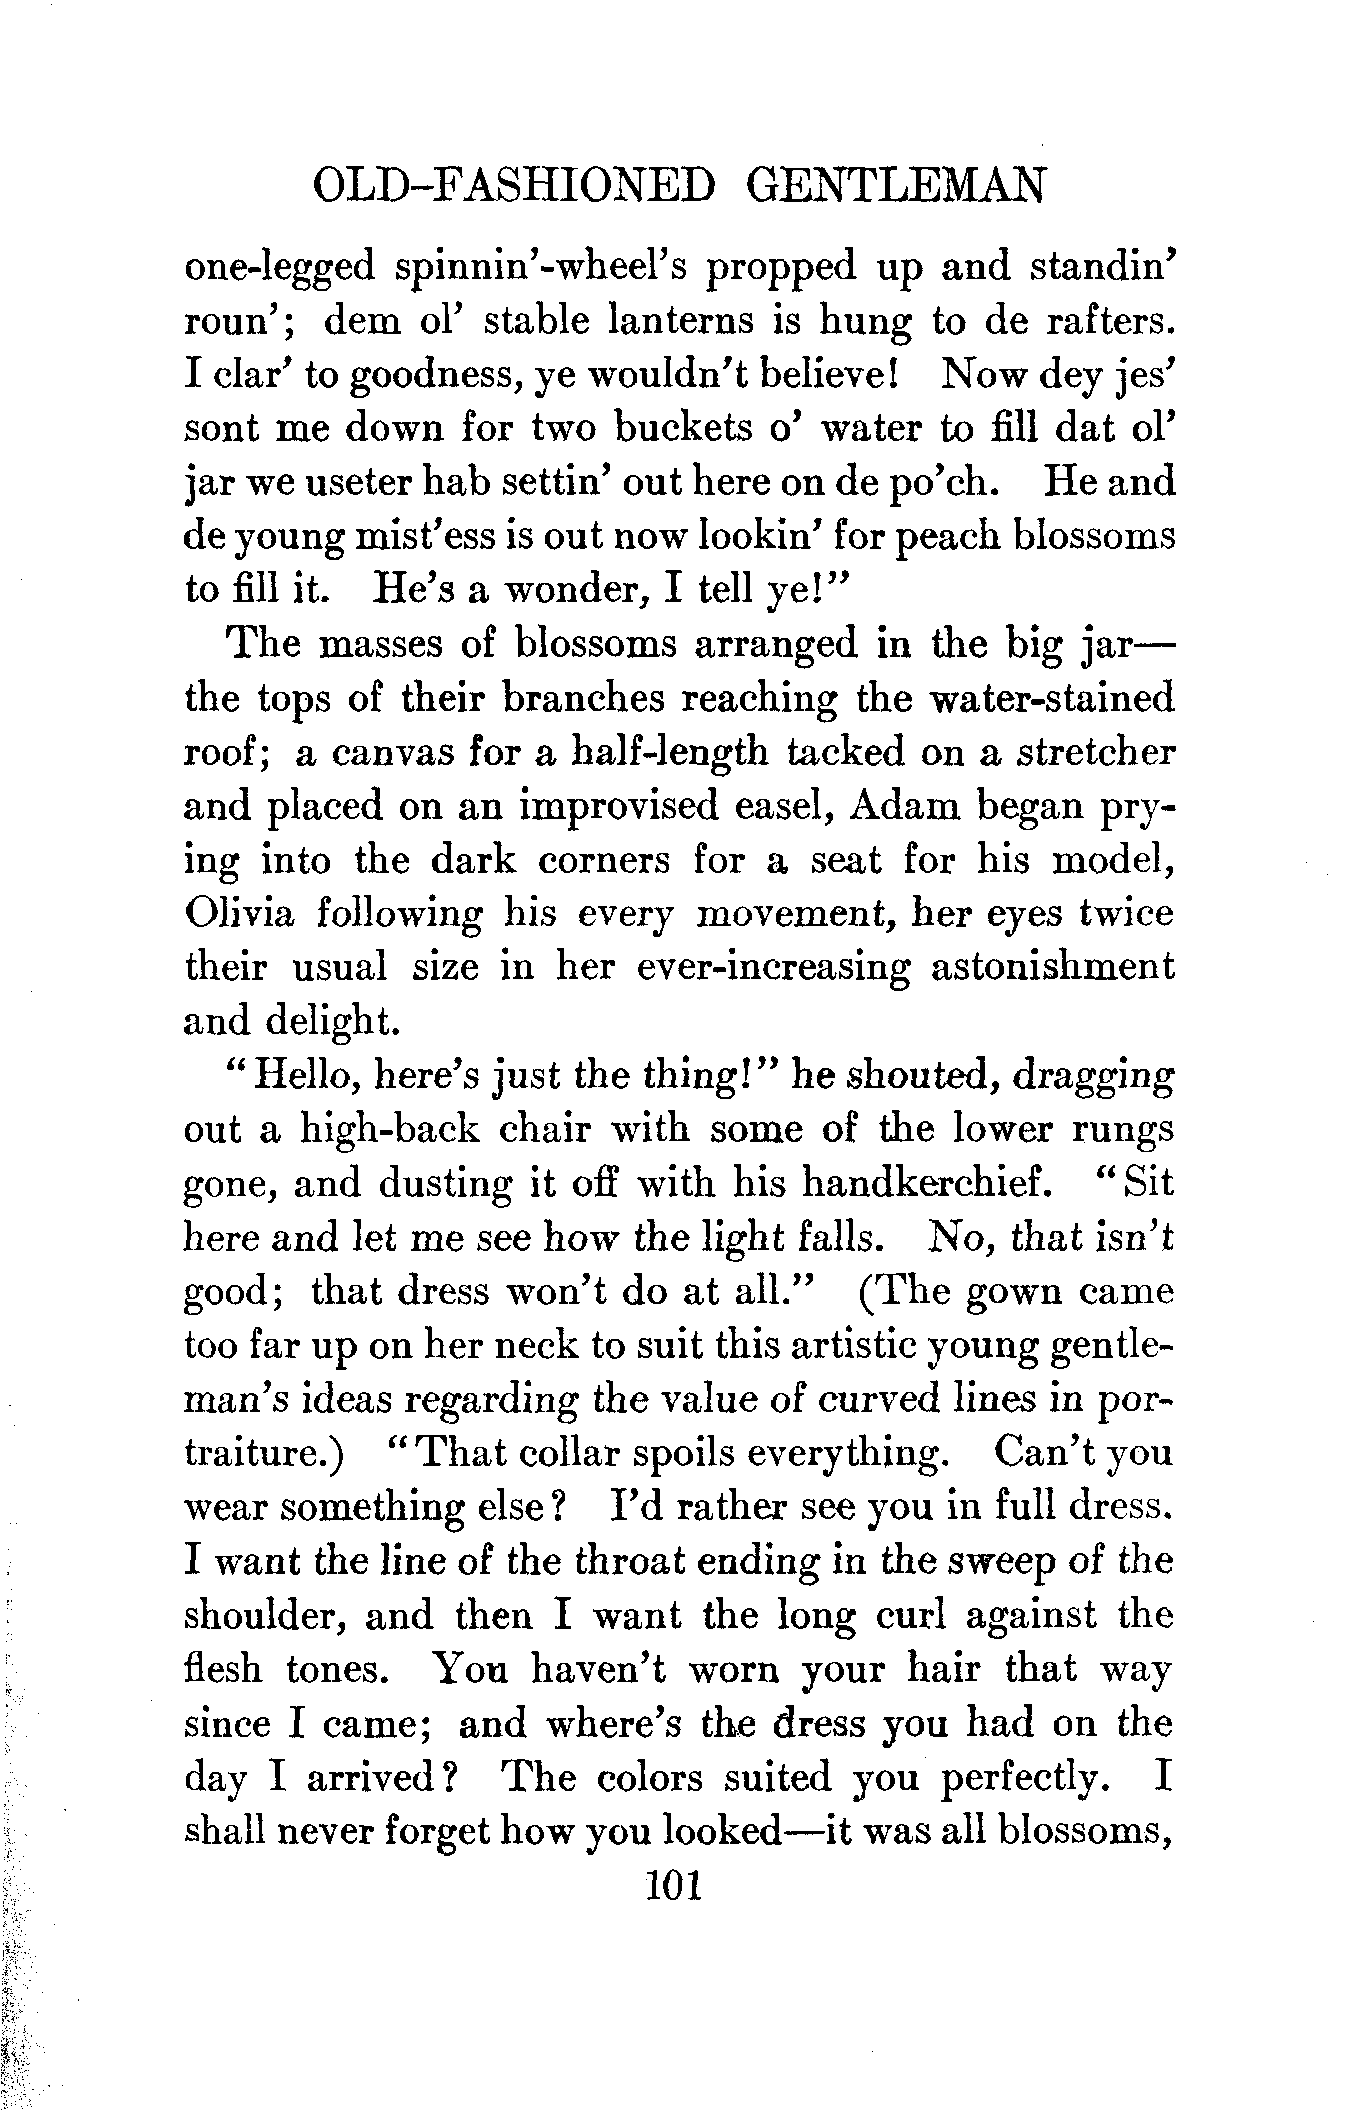 OLD-FASHIONED GENTLEMAN
one-legged spinnin'-wheel's propped up and standin'
roun'; dem ol' stable lanterns is hung to de rafters.
I clar' to goodness, ye wouldn't believe! Now dey jes'
sont me down for two buckets o' water to fill dat ol'
jar we useter hab settin' out here on de po'ch. He and
de young mist'ess is out now lookin' for peach blossoms
to fill it. He's a wonder, I tell ye!"
The masses of blossoms arranged in the big jar—
the tops of their branches reaching the water-stained
roof; a canvas for a half-length tacked on a stretcher
and placed on an improvised easel, Adam began pry-
ing into the dark corners for a seat for his model,
Olivia following his every movement, her eyes twice
their usual size in her ever-increasing astonishment
and delight.
"Hello, here's just the thing!" he shouted, dragging
out a high-back chair with some of the lower rungs
gone, and dusting it off with his handkerchief. "Sit
here and let me see how the light falls. No, that isn't
good; that dress won't do at all." (The gown came
too far up on her neck to suit this artistic young gentle-
man's ideas regarding the value of curved lines in por-
traiture.) "That collar spoils everything. Can't you
wear something else? I'd rather see you in full dress.
I want the line of the throat ending in the sweep of the
shoulder, and then I want the long curl against the
flesh tones. You haven't worn your hair that way
since I came; and where's the dress you had on the
day I arrived? The colors suited you perfectly. I
shall never forget how you looked—it was all blossoms,
101